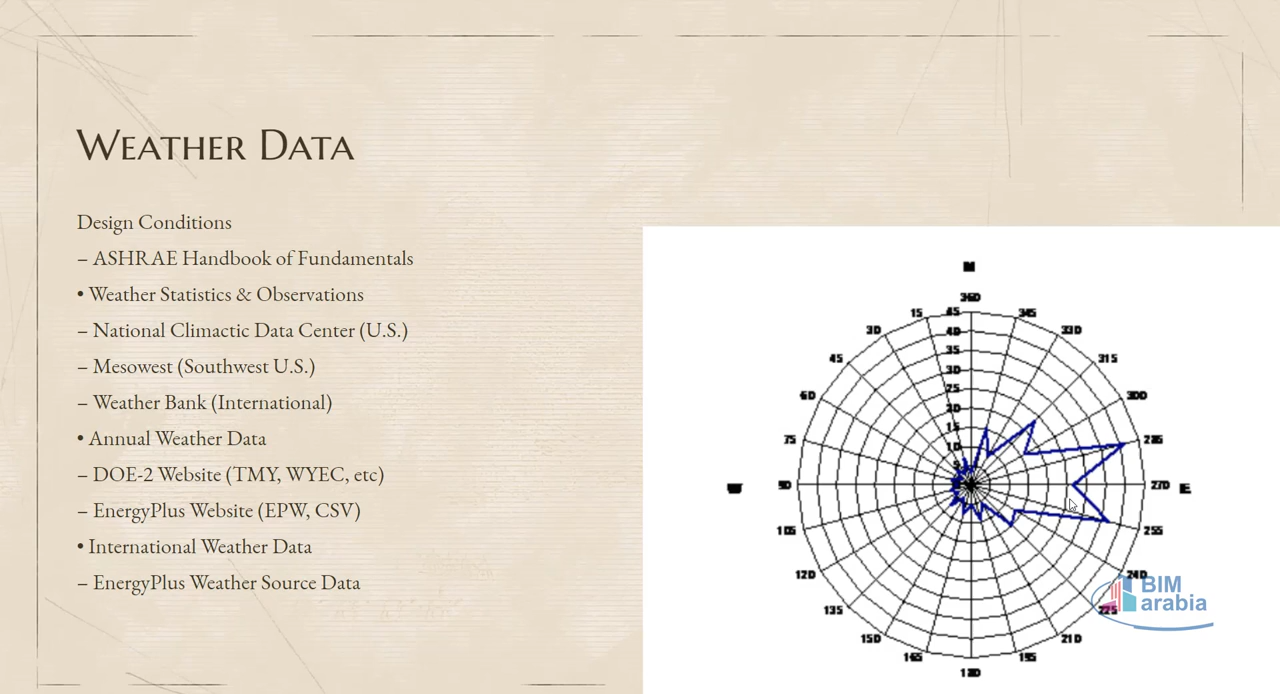 Weather Data
Design Conditions
– ASHRAE Handbook of Fundamentals
• Weather Statistics & Observations
– National Climactic Data Center (U.S.)
– Mesowest (Southwest U.S.)
– Weather Bank (International)
• Annual Weather Data
– DOE-2 Website (TMY, WYEC, etc)
– EnergyPlus Website (EPW, CSV)
• International Weather Data
– EnergyPlus Weather Source Data
N
360
15 45 345
30 40 330
45 35 315
30
60 25 300
20
75 15 285
10
5
W 90 270 E
105 255
120 240
135 225
150 210
165 195
180
BIM
arabia